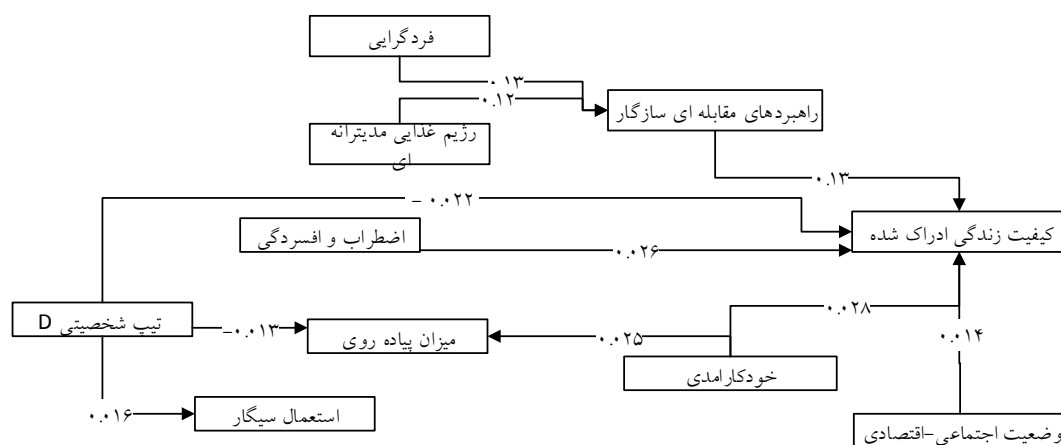 فردگرایی
۰.۱۳
۰.۱۲
رژیم غذایی مدیترانه
ای
راهبردهای مقابله ای سازگار
۰.۱۳
– ۰.۰۲۲
کیفیت زندگی ادراک شده
اضطراب و افسردگی
۰.۰۲۶
تیپ شخصیتی D
–۰.۰۱۳
میزان پیاده روی
۰.۰۲۵
۰.۰۲۸
۰.۰۱۴
خودکارامدی
۰.۰۱۶
استعمال سیگار
وضعیت اجتماعی-اقتصادی